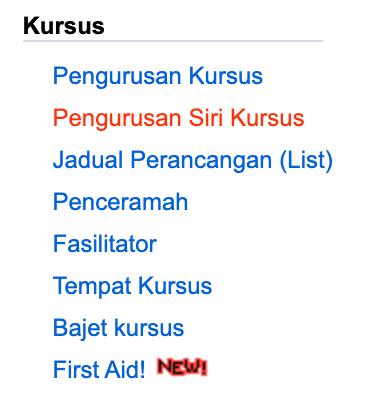 Kursus
Pengurusan Kursus
Pengurusan Siri Kursus
Jadual Perancangan (List)
Penceramah
Fasilitator
Tempat Kursus
Bajet kursus
First Aid! NEW!